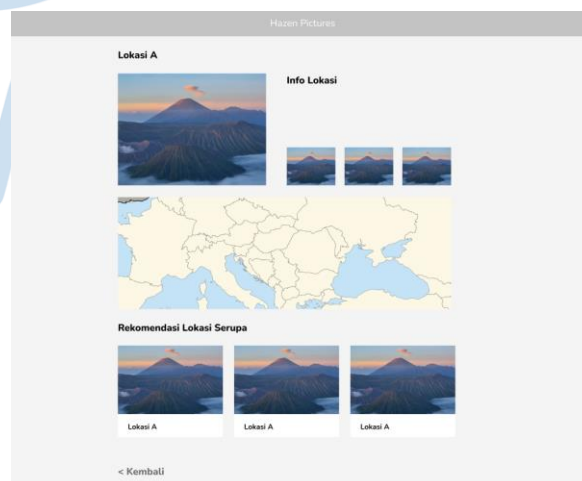 Hazen Pictures
Lokasi A
Info Lokasi
Rekomendasi Lokasi Serupa
Lokasi A
Lokasi A
Lokasi A
< Kembali